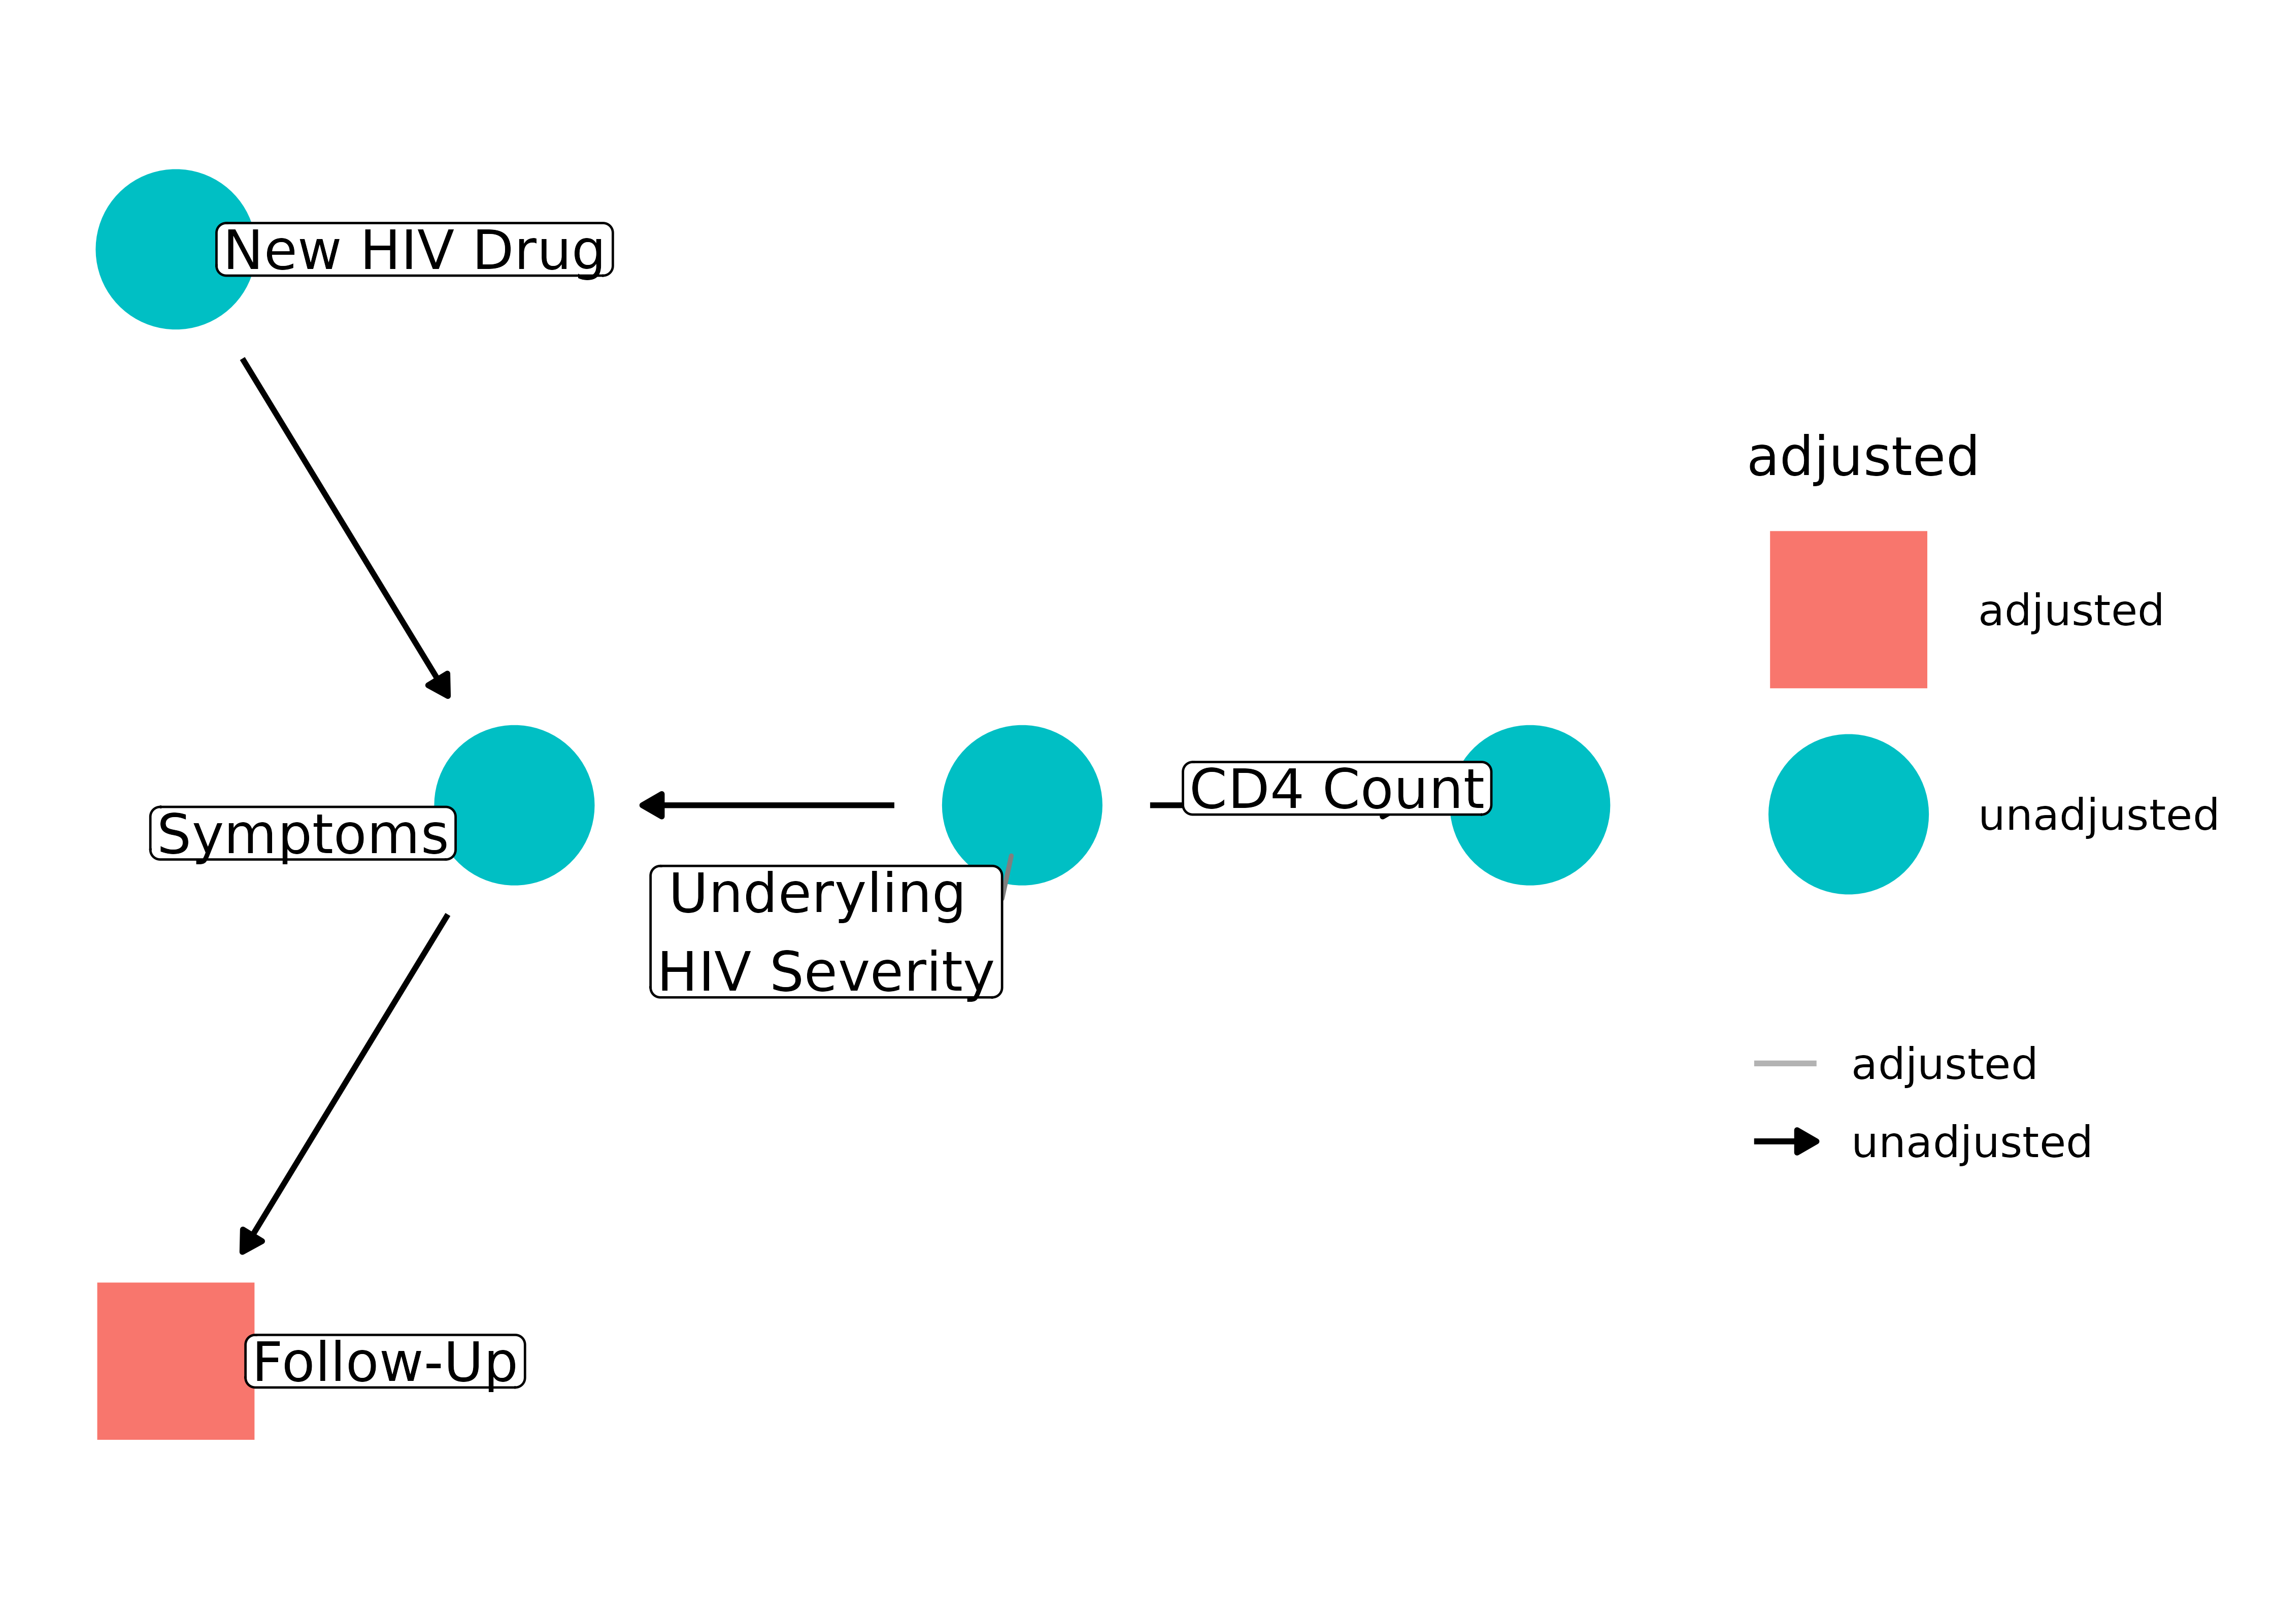 New HIV Drug
adjusted
adjusted
CD4 Count
unadjusted
Symptoms
Underyling
HIV Severity
adjusted
unadjusted
Follow-Up